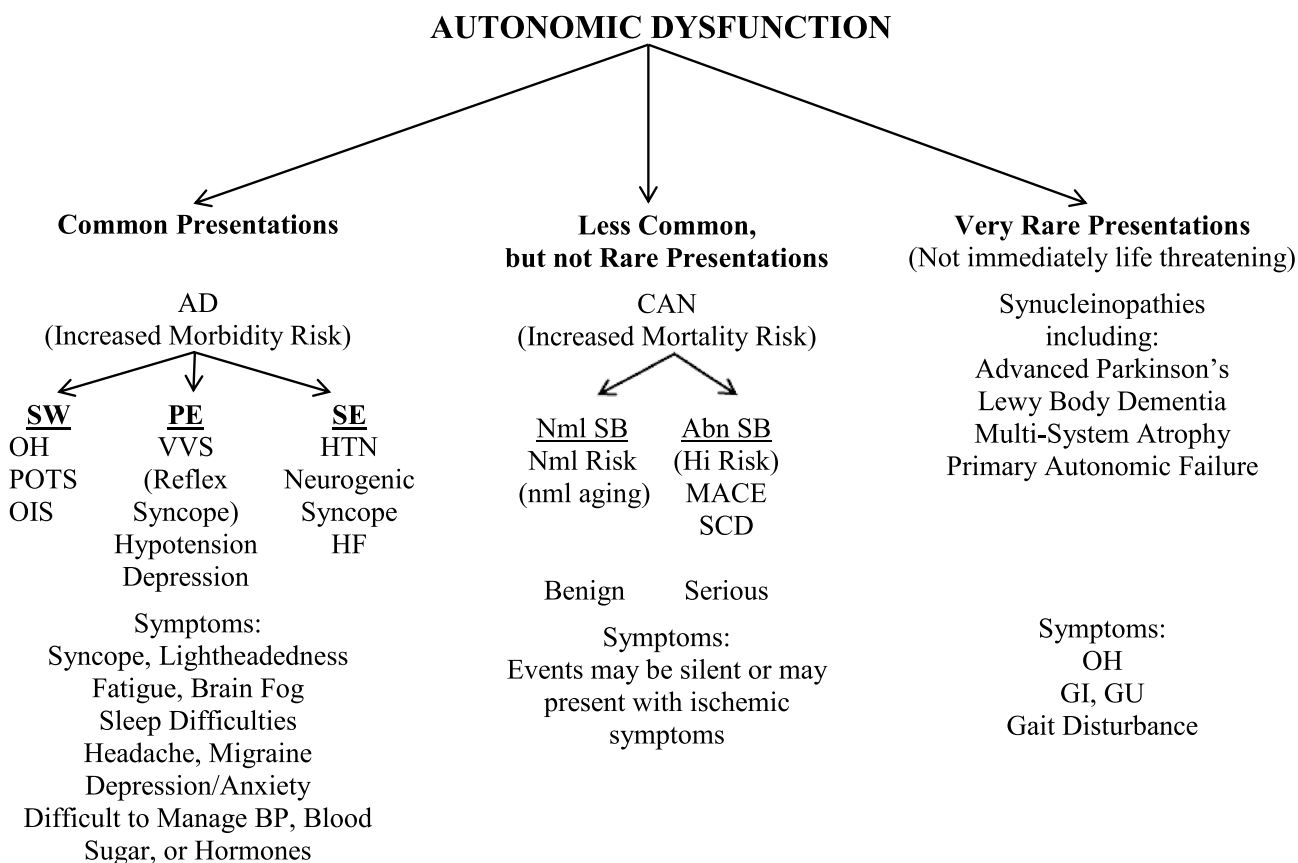 AUTONOMIC DYSFUNCTION
Common Presentations
AD
(Increased Morbidity Risk)
SW
OH
POTS
OIS
PE
VVS
(Reflex
Syncope)
Hypotension
Depression
SE
HTN
Neurogenic
Syncope
HF
Symptoms:
Syncope, Lightheadedness
Fatigue, Brain Fog
Sleep Difficulties
Headache, Migraine
Depression/Anxiety
Difficult to Manage BP, Blood
Sugar, or Hormones
Less Common,
but not Rare Presentations
CAN
(Increased Mortality Risk)
Nml SB
Nml Risk
(nml aging)
Benign
Abn SB
(Hi Risk)
MACE
SCD
Serious
Symptoms:
Events may be silent or may
present with ischemic
symptoms
Very Rare Presentations
(Not immediately life threatening)
Synucleinopathies
including:
Advanced Parkinson’s
Lewy Body Dementia
Multi-System Atrophy
Primary Autonomic Failure
Symptoms:
OH
GI, GU
Gait Disturbance